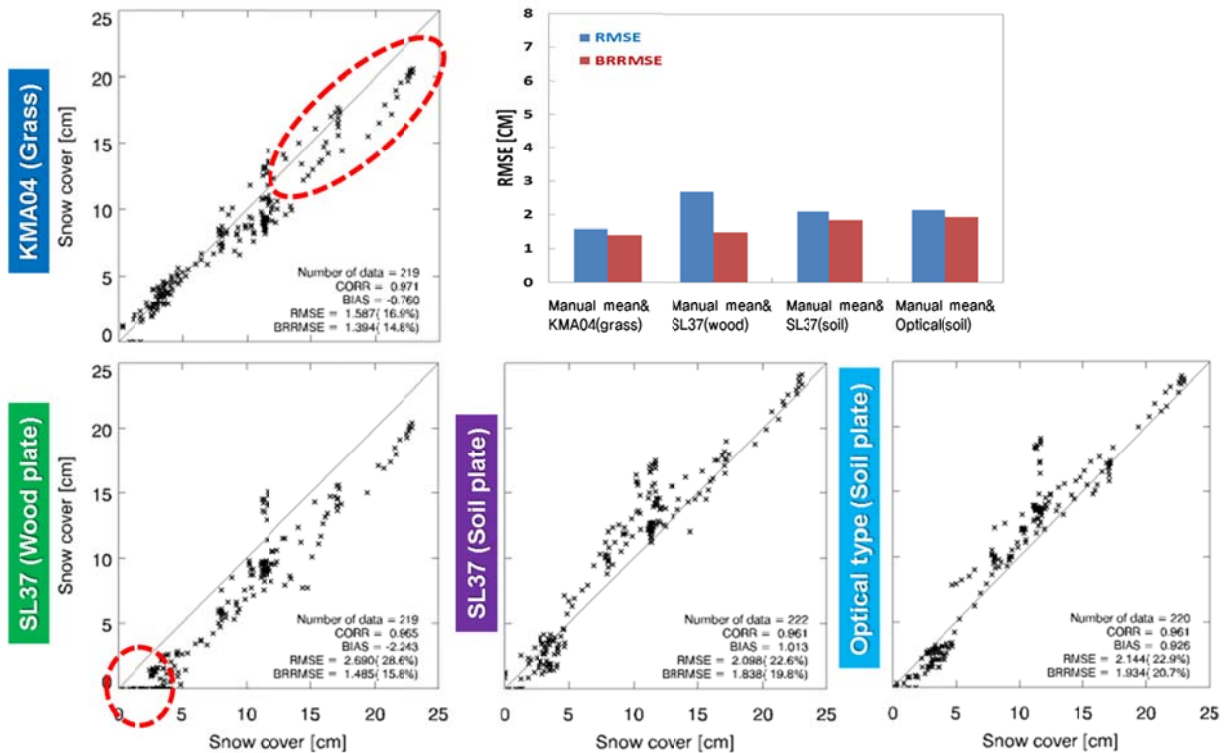 KMA04 (Grass)
Snow cover [cm]
25
20
15
10
5
0
Number of data = 219
CORR = 0.971
BIAS = -0.760
RMSE = 1.587( 16.9%)
BRRMSE = 1.394( 14.8%)
0 5 10 15 20 25
RMSE [CM]
8
7
6
5
4
3
2
1
0
RMSE
BRRMSE
Manual mean& Manual mean& Manual mean& Manual mean&
KMA04(grass) SL37(wood) SL37(soil) Optical(soil)
SL37 (Wood plate)
Snow cover [cm]
25
20
15
10
5
0
Number of data = 219
CORR = 0.965
BIAS = -2.243
RMSE = 2.690( 28.6%)
BRRMSE = 1.485( 15.8%)
0 5 10 15 20 25
Snow cover [cm]
SL37 (Soil plate)
Number of data = 222
CORR = 0.961
BIAS = 1.013
RMSE = 2.098( 22.6%)
BRRMSE = 1.838( 19.8%)
0 5 10 15 20 25
Snow cover [cm]
Optical type (Soil plate)
Number of data = 220
CORR = 0.961
BIAS = 0.926
RMSE = 2.144( 22.9%)
BRRMSE = 1.934( 20.7%)
0 5 10 15 20 25
Snow cover [cm]